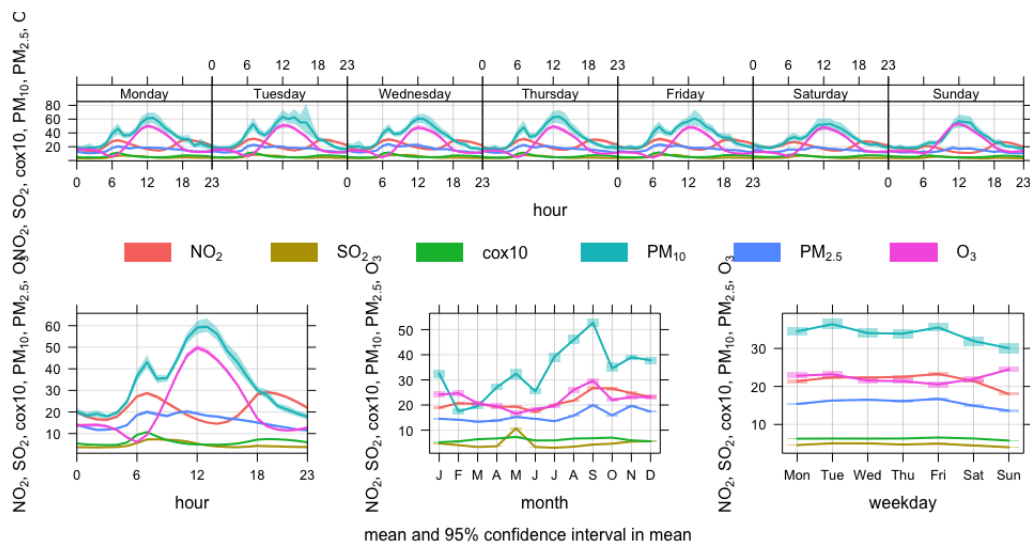 0 6 12 18 23 0 6 12 18 23 0 6 12 18 23
Monday Tuesday Wednesday Thursday Friday Saturday Sunday
80
60
40
20
0 6 12 18 23 0 6 12 18 23 0 6 12 18 23 0 6 12 18 23
hour
NO₂, SO₂, cox10, PM₁₀, PM₂.₅, O₃
NO₂ SO₂ cox10 PM₁₀ PM₂.₅ O₃
NO₂, SO₂, cox10, PM₁₀, PM₂.₅, O₃
60
50
40
30
20
10
0 6 12 18 23
hour
NO₂, SO₂, cox10, PM₁₀, PM₂.₅, O₃
50
40
30
20
10
J F M A M J J A S O N D
month
NO₂, SO₂, cox10, PM₁₀, PM₂.₅, O₃
30
20
10
Mon Tue Wed Thu Fri Sat Sun
weekday
mean and 95% confidence interval in mean